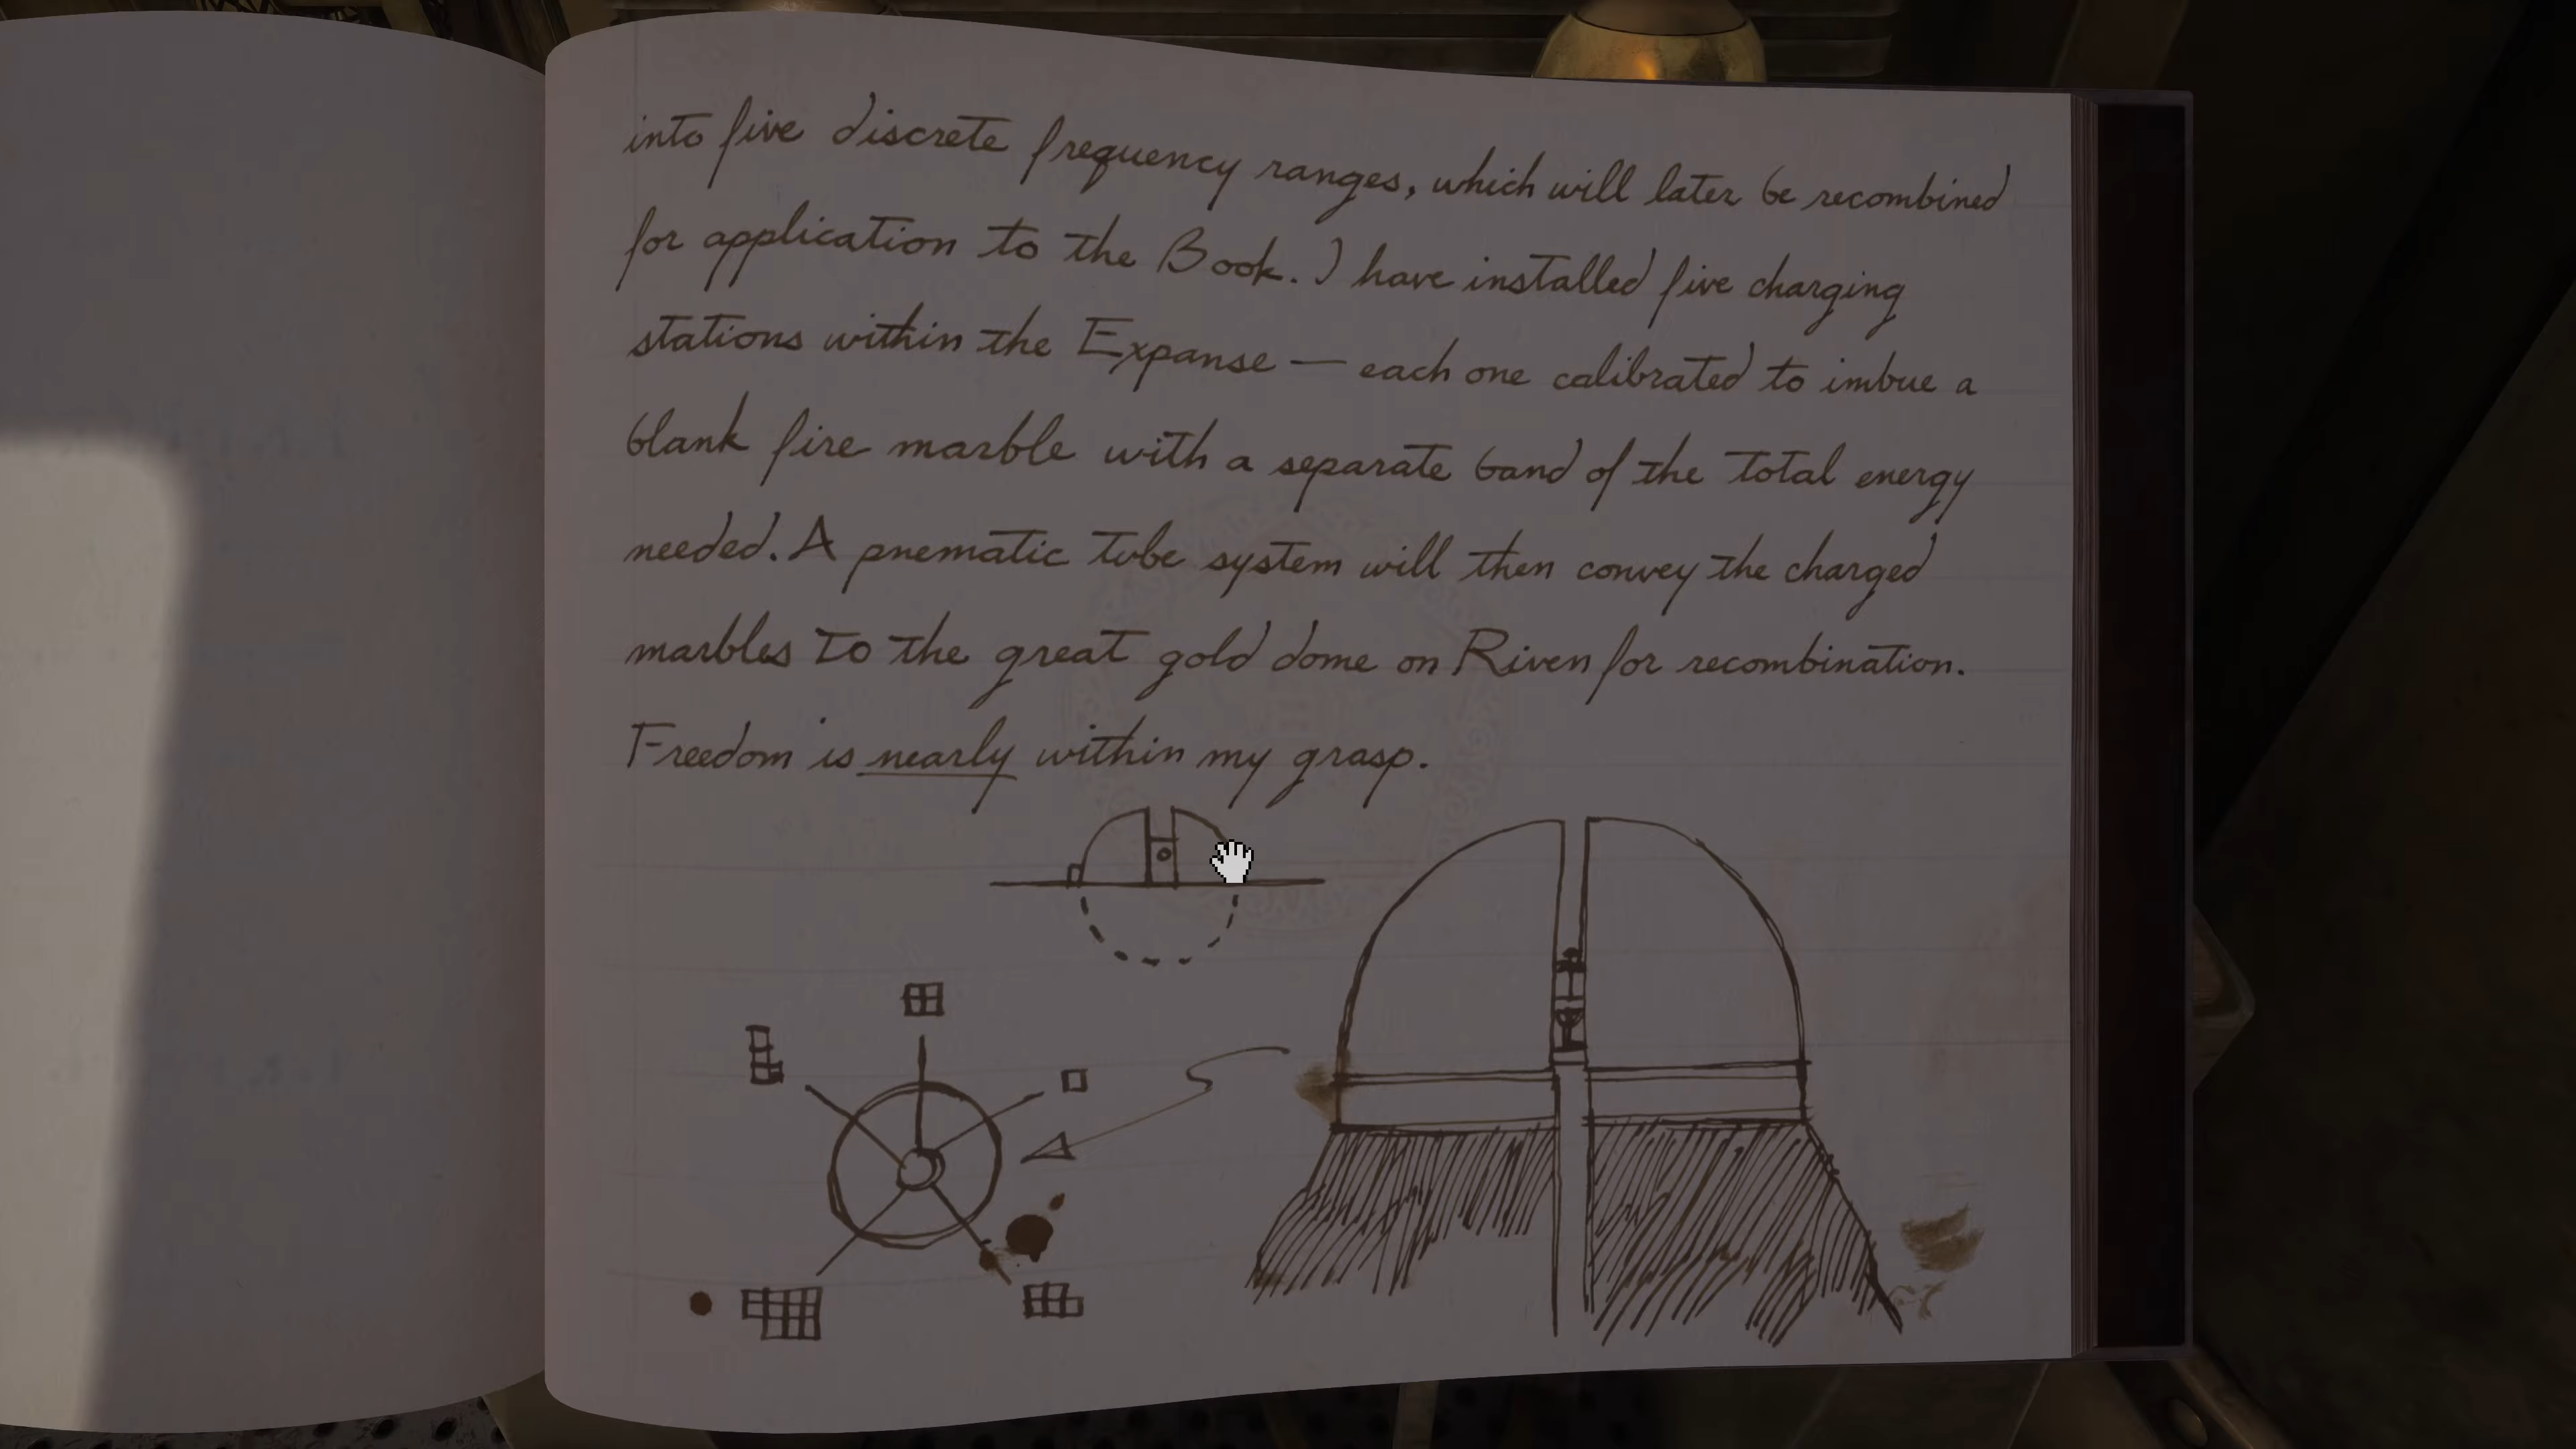 into five discrete frequency ranges, which will later be recombined
for application to the Book. I have installed five charging
stations within the Expanse — each one calibrated to imbue a
blank fire marble with a separate band of the total energy
needed. A pnematic tube system will then convey the charged
marbles to the great gold dome on Riven for recombination.
Freedom is nearly within my grasp.